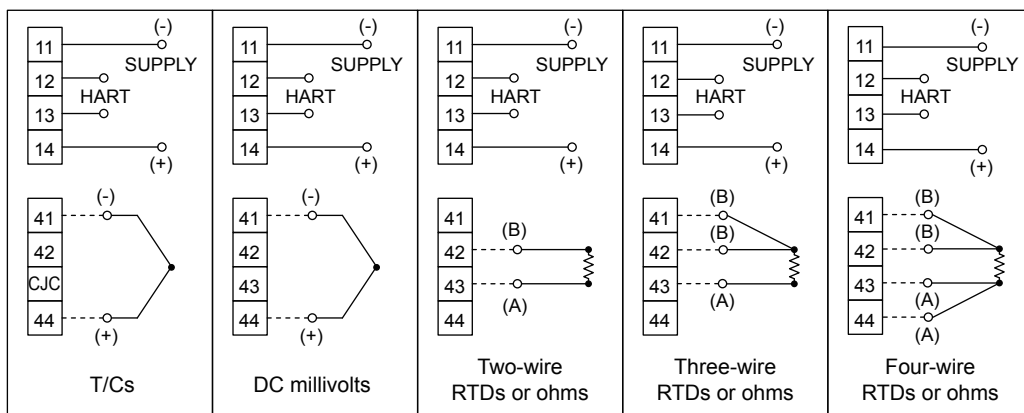 (-)
11
SUPPLY
12
HART
13
14
(+)
(-)
41
42
CJC
44
(+)
T/Cs
(-)
11
SUPPLY
12
HART
13
14
(+)
(-)
41
42
43
44
(+)
DC millivolts
(-)
11
SUPPLY
12
HART
13
14
(+)
41
(B)
42
43
(A)
44
Two-wire
RTDs or ohms
(-)
11
SUPPLY
12
HART
13
14
(+)
(B)
41
(B)
42
43
(A)
44
Three-wire
RTDs or ohms
(-)
11
SUPPLY
12
HART
13
14
(+)
(B)
41
(B)
42
43
(A)
44
(A)
Four-wire
RTDs or ohms